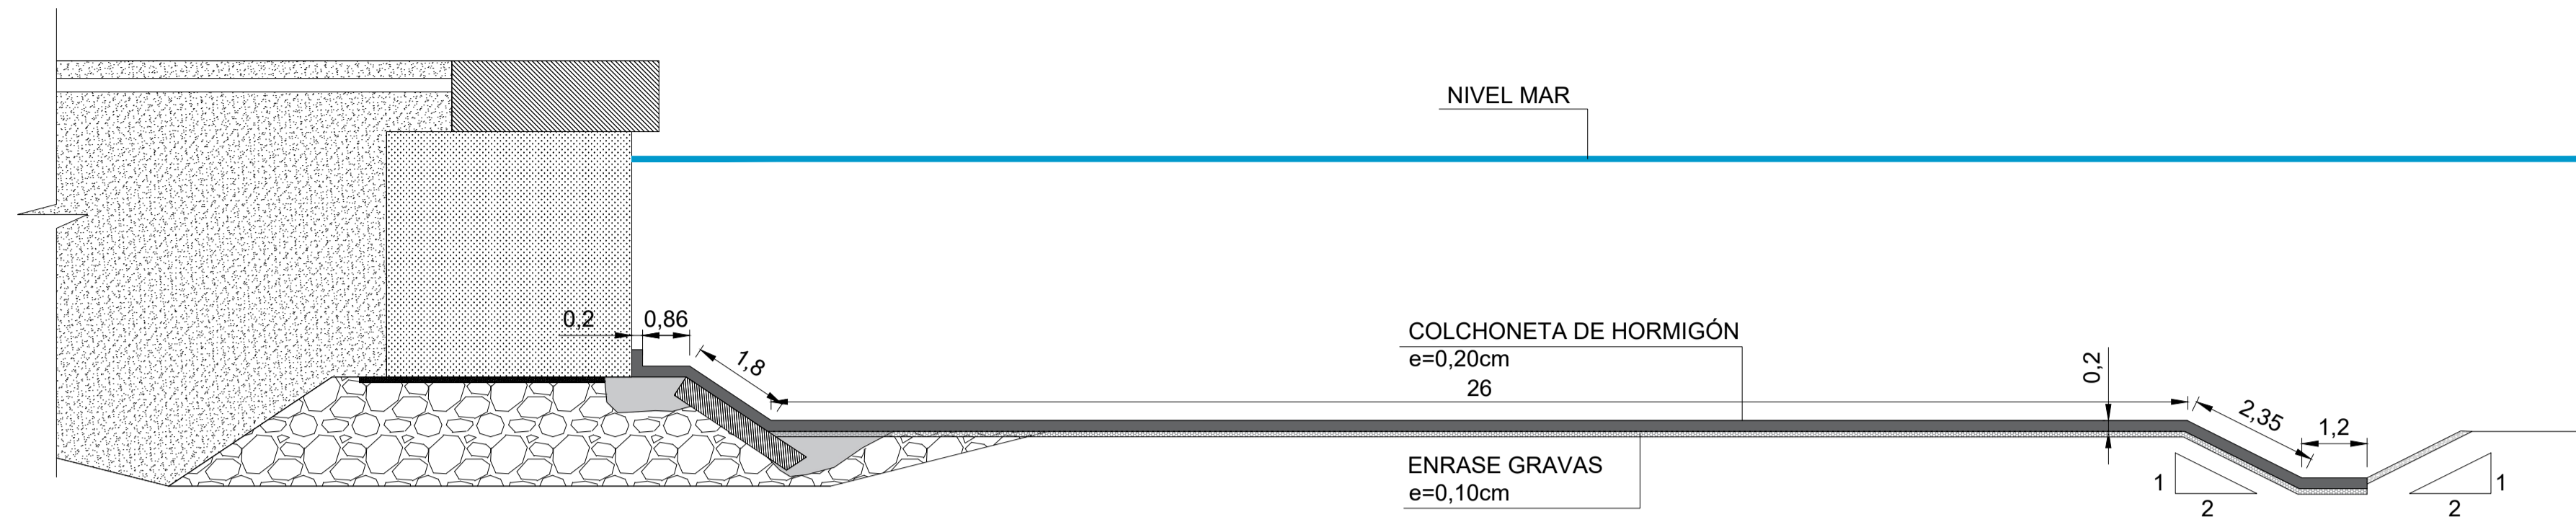 NIVEL MAR
0,2
0,86
1,8
COLCHONETA DE HORMIGÓN
e=0,20cm
26
0,2
2,35
1,2
ENRASE GRAVAS
e=0,10cm
1
2
1
2